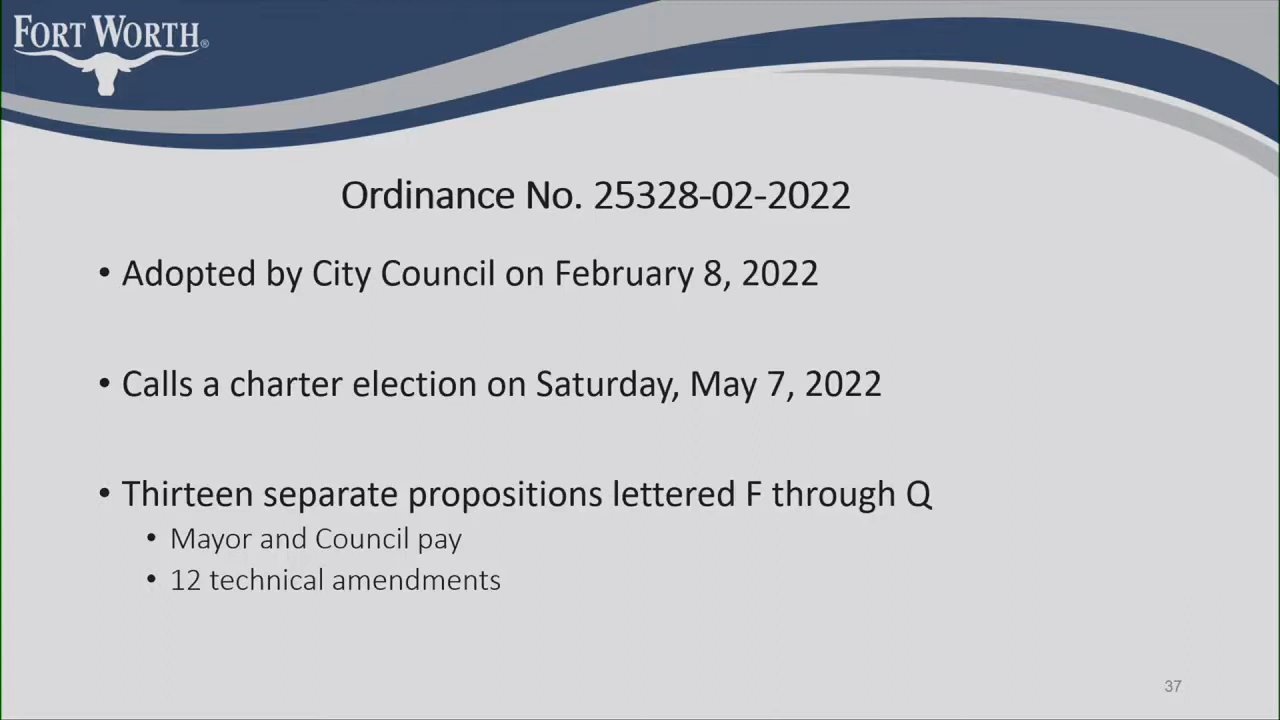 FORT WORTH®
Ordinance No. 25328-02-2022
• Adopted by City Council on February 8, 2022
• Calls a charter election on Saturday, May 7, 2022
• Thirteen separate propositions lettered F through Q
• Mayor and Council pay
• 12 technical amendments
37